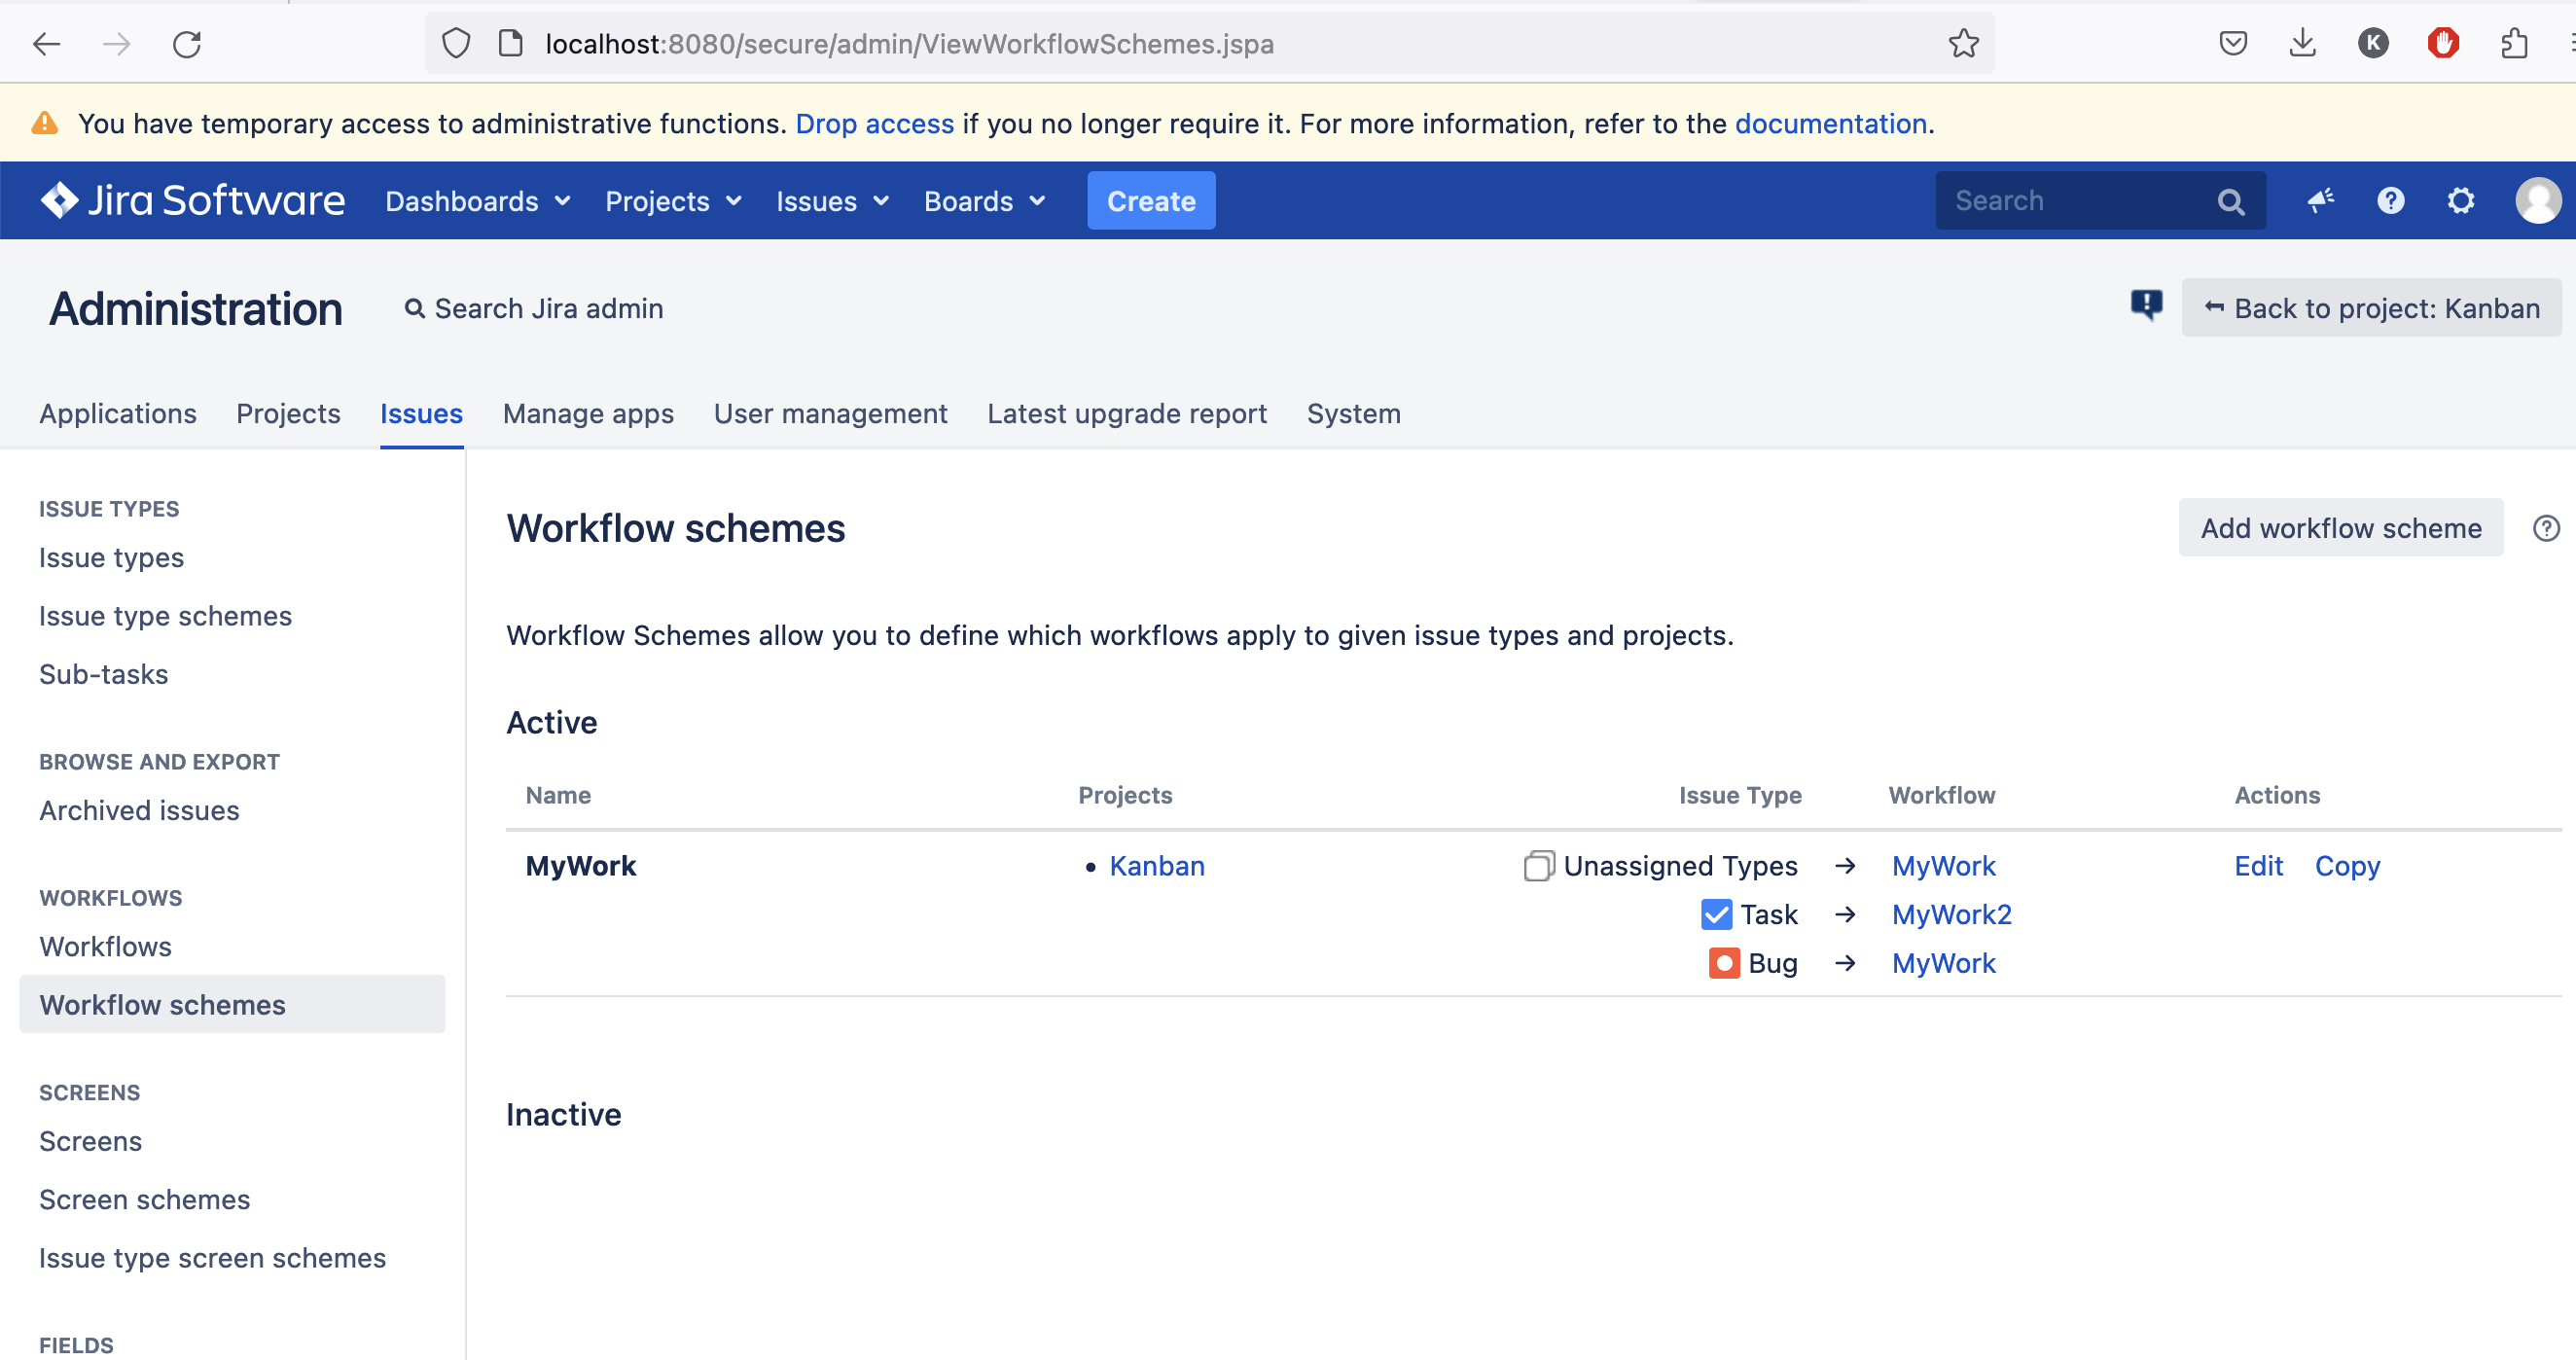 localhost:8080/secure/admin/ViewWorkflowSchemes.jspa
K
You have temporary access to administrative functions. Drop access if you no longer require it. For more information, refer to the documentation.
Jira Software Dashboards Projects Issues Boards Create Search
Administration Search Jira admin Back to project: Kanban
Applications Projects Issues Manage apps User management Latest upgrade report System
ISSUE TYPES
Issue types
Issue type schemes
Sub-tasks
BROWSE AND EXPORT
Archived issues
WORKFLOWS
Workflows
Workflow schemes
SCREENS
Screens
Screen schemes
Issue type screen schemes
FIELDS
Workflow schemes Add workflow scheme
Workflow Schemes allow you to define which workflows apply to given issue types and projects.
Active
Name Projects Issue Type Workflow Actions
MyWork • Kanban Unassigned Types → MyWork Edit Copy
Task → MyWork2
Bug → MyWork
Inactive